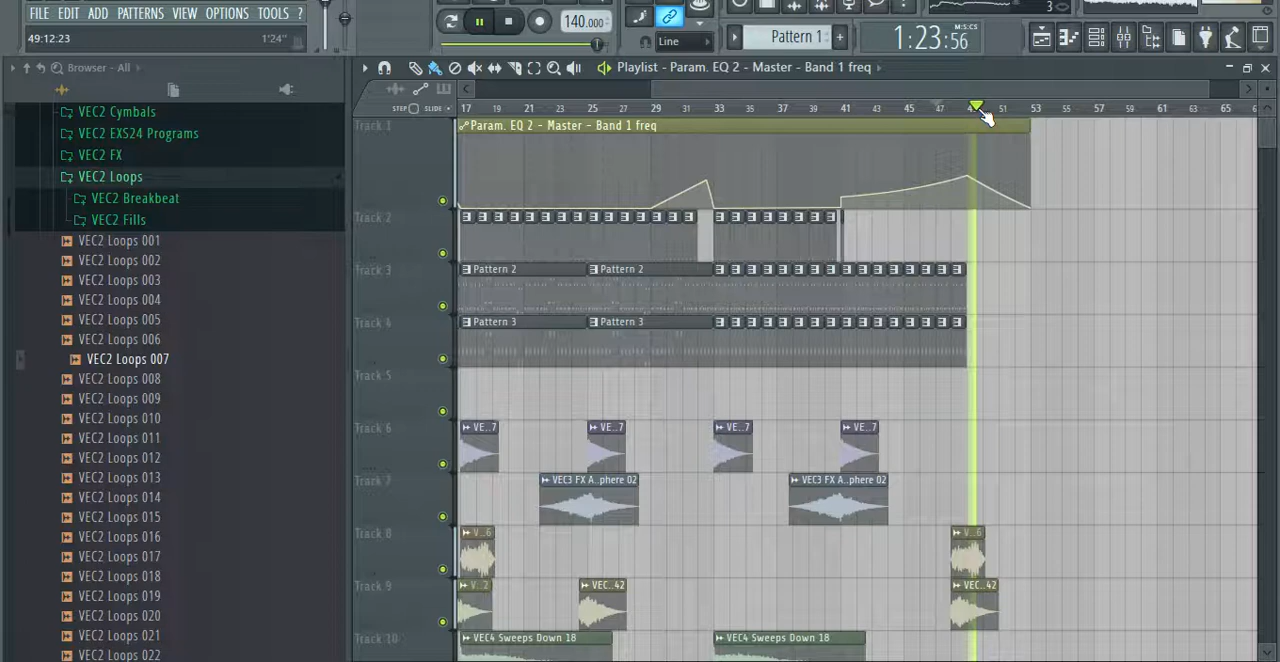 FILE EDIT ADD PATTERNS VIEW OPTIONS TOOLS ?
140.000
3
49:12:23
1'24"
Line
Pattern 1
+
1:23:56
M:S:CS
Browser - All
Playlist - Param. EQ 2 - Master - Band 1 freq
STEP SLIDE
17 19 21 23 25 27 29 31 33 35 37 39 41 43 45 47 51 53 55 57 59 61 63 65
VEC2 Cymbals
VEC2 EXS24 Programs
VEC2 FX
VEC2 Loops
VEC2 Breakbeat
VEC2 Fills
VEC2 Loops 001
VEC2 Loops 002
VEC2 Loops 003
VEC2 Loops 004
VEC2 Loops 005
VEC2 Loops 006
VEC2 Loops 007
VEC2 Loops 008
VEC2 Loops 009
VEC2 Loops 010
VEC2 Loops 011
VEC2 Loops 012
VEC2 Loops 013
VEC2 Loops 014
VEC2 Loops 015
VEC2 Loops 016
VEC2 Loops 017
VEC2 Loops 018
VEC2 Loops 019
VEC2 Loops 020
VEC2 Loops 021
VEC2 Loops 022
Track 1
Param. EQ 2 - Master - Band 1 freq
Track 2
Track 3
Pattern 2
Pattern 2
Track 4
Pattern 3
Pattern 3
Track 5
Track 6
VE..7
VE..7
VE..7
VE..7
Track 7
VEC3 FX A..phere 02
VEC3 FX A..phere 02
Track 8
V..6
V..6
Track 9
V..2
VEC..42
VEC..42
Track 10
VEC4 Sweeps Down 18
VEC4 Sweeps Down 18